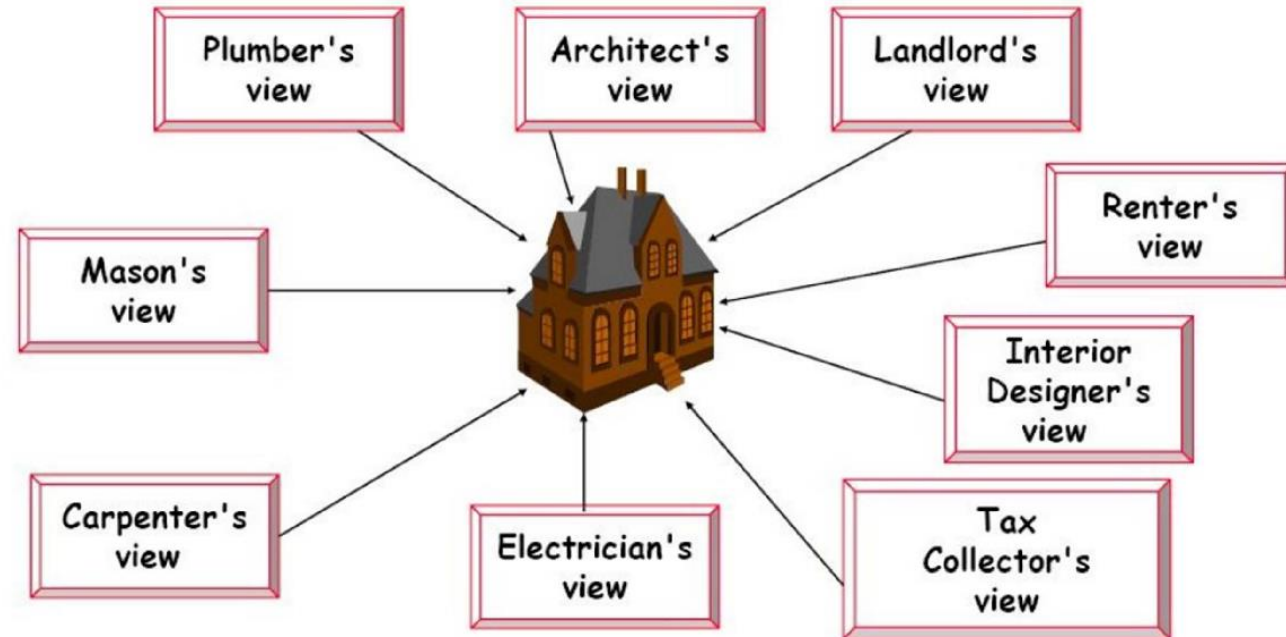 Plumber's
view
Architect's
view
Landlord's
view
Renter's
view
Mason's
view
Interior
Designer's
view
Carpenter's
view
Electrician's
view
Tax
Collector's
view